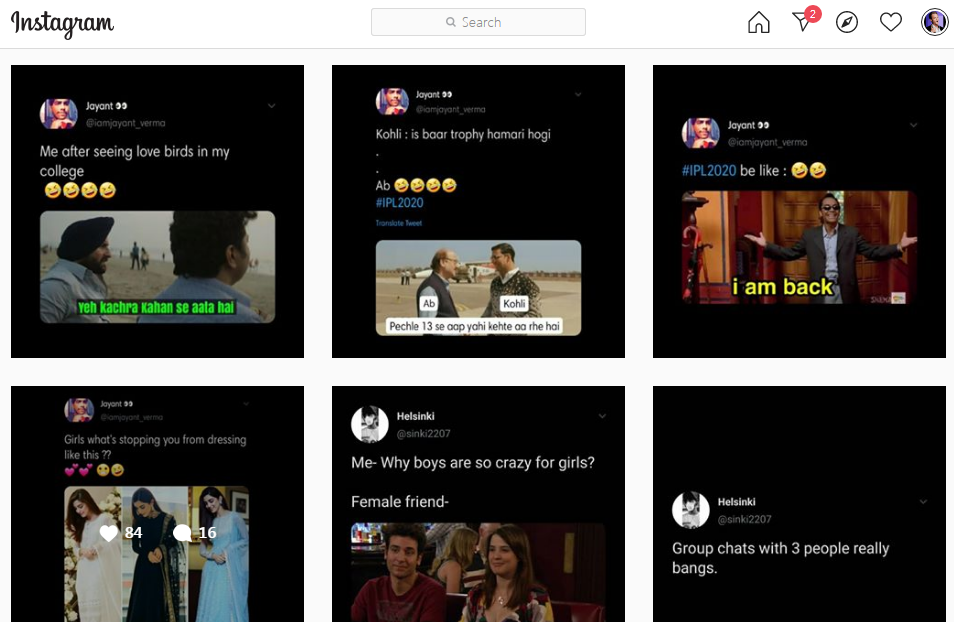 Instagram
Search
2
Jayant 👀
@iamjayant_verma
Me after seeing love birds in my
college
🤣🤣🤣🤣
Yeh kachra Kahan se aata hai
Jayant 👀
@iamjayant_verma
Kohli : is baar trophy hamari hogi
.
.
Ab 🤣🤣🤣🤣
#IPL2020
Translate Tweet
Ab
Kohli
Pechle 13 se aap yahi kehte aa rhe hai
Jayant 👀
@iamjayant_verma
#IPL2020 be like : 🤣🤣
i am back
Jayant 👀
@iamjayant_verma
Girls what's stopping you from dressing
like this ??
84
16
Helsinki
@sinki2207
Me- Why boys are so crazy for girls?
Female friend-
Helsinki
@sinki2207
Group chats with 3 people really
bangs.